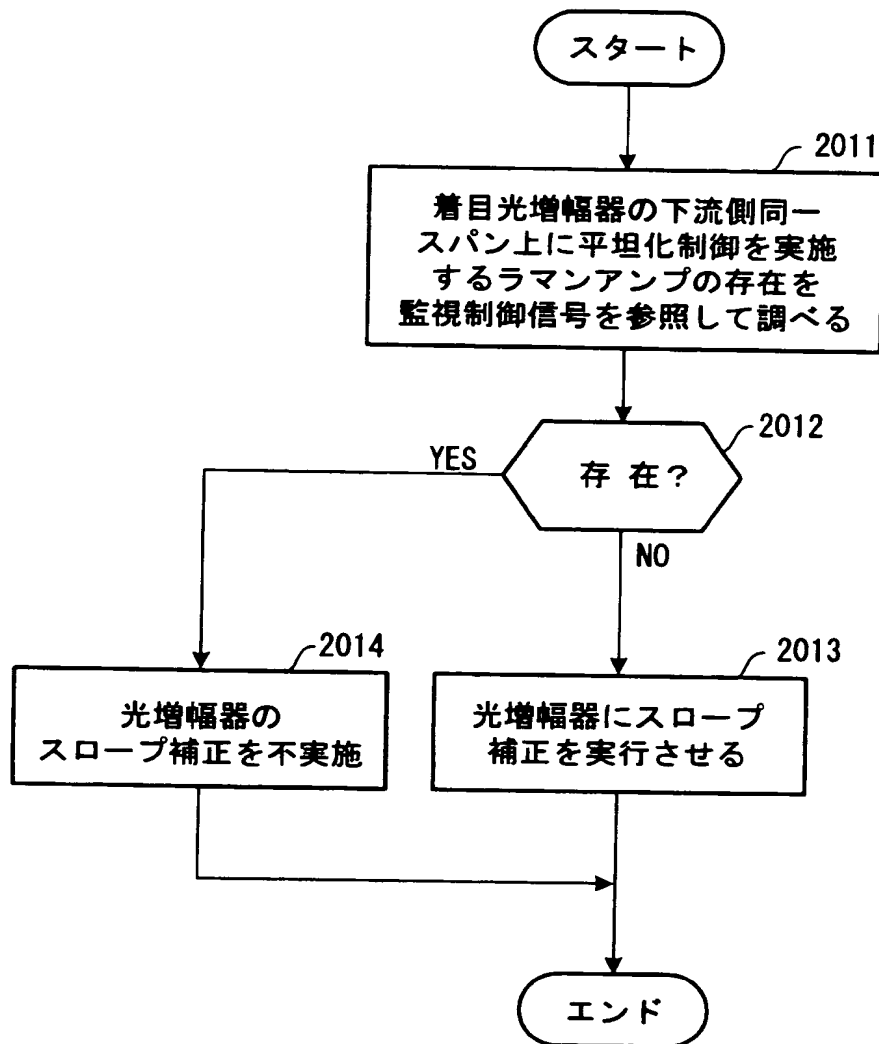 スタート
2011
着目光増幅器の下流側同一
スパン上に平坦化制御を実施
するラマンアンプの存在を
監視制御信号を参照して調べる
2012
YES
存 在?
NO
2014
光増幅器の
スロープ補正を不実施
2013
光増幅器にスロープ
補正を実行させる
エンド